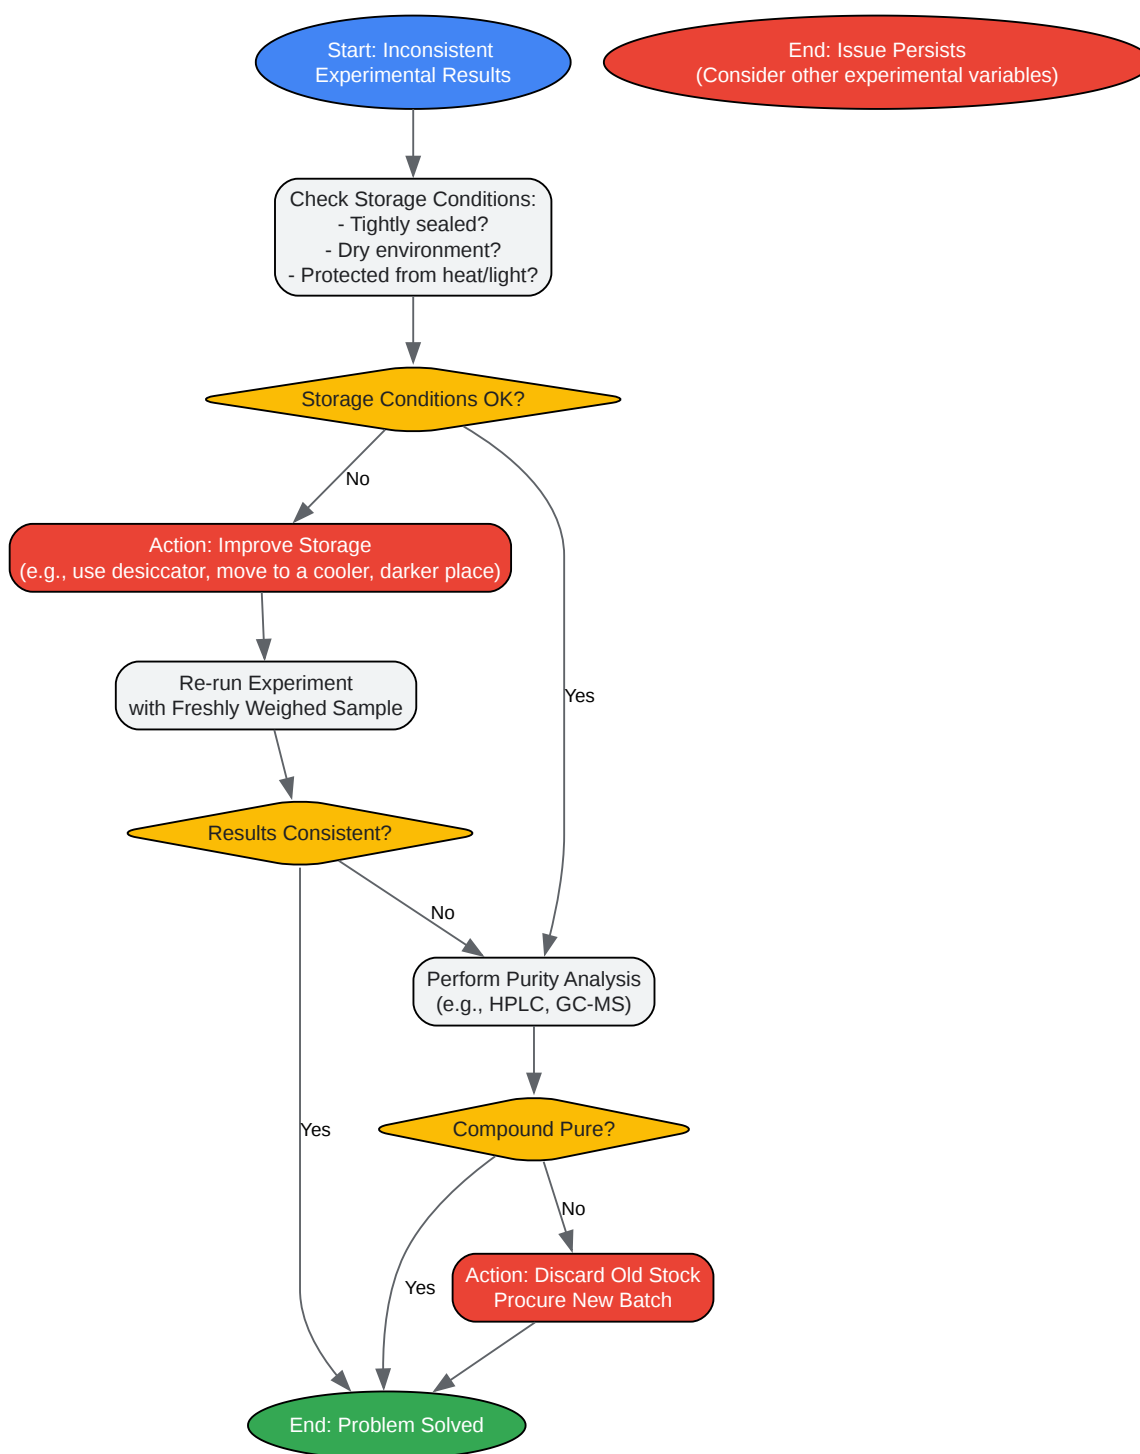 Start: Inconsistent
Experimental Results
End: Issue Persists
(Consider other experimental variables)
Check Storage Conditions:
- Tightly sealed?
- Dry environment?
- Protected from heat/light?
Storage Conditions OK?
No
Action: Improve Storage
(e.g., use desiccator, move to a cooler, darker place)
Re-run Experiment
with Freshly Weighed Sample
Yes
Results Consistent?
No
Perform Purity Analysis
(e.g., HPLC, GC-MS)
Yes
Compound Pure?
No
Yes
Action: Discard Old Stock
Procure New Batch
End: Problem Solved